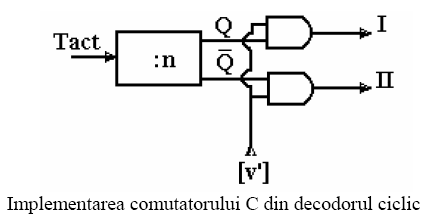 Q
I
Tact
:n
Q̅
II
[v']
Implementarea comutatorului C din decodorul ciclic